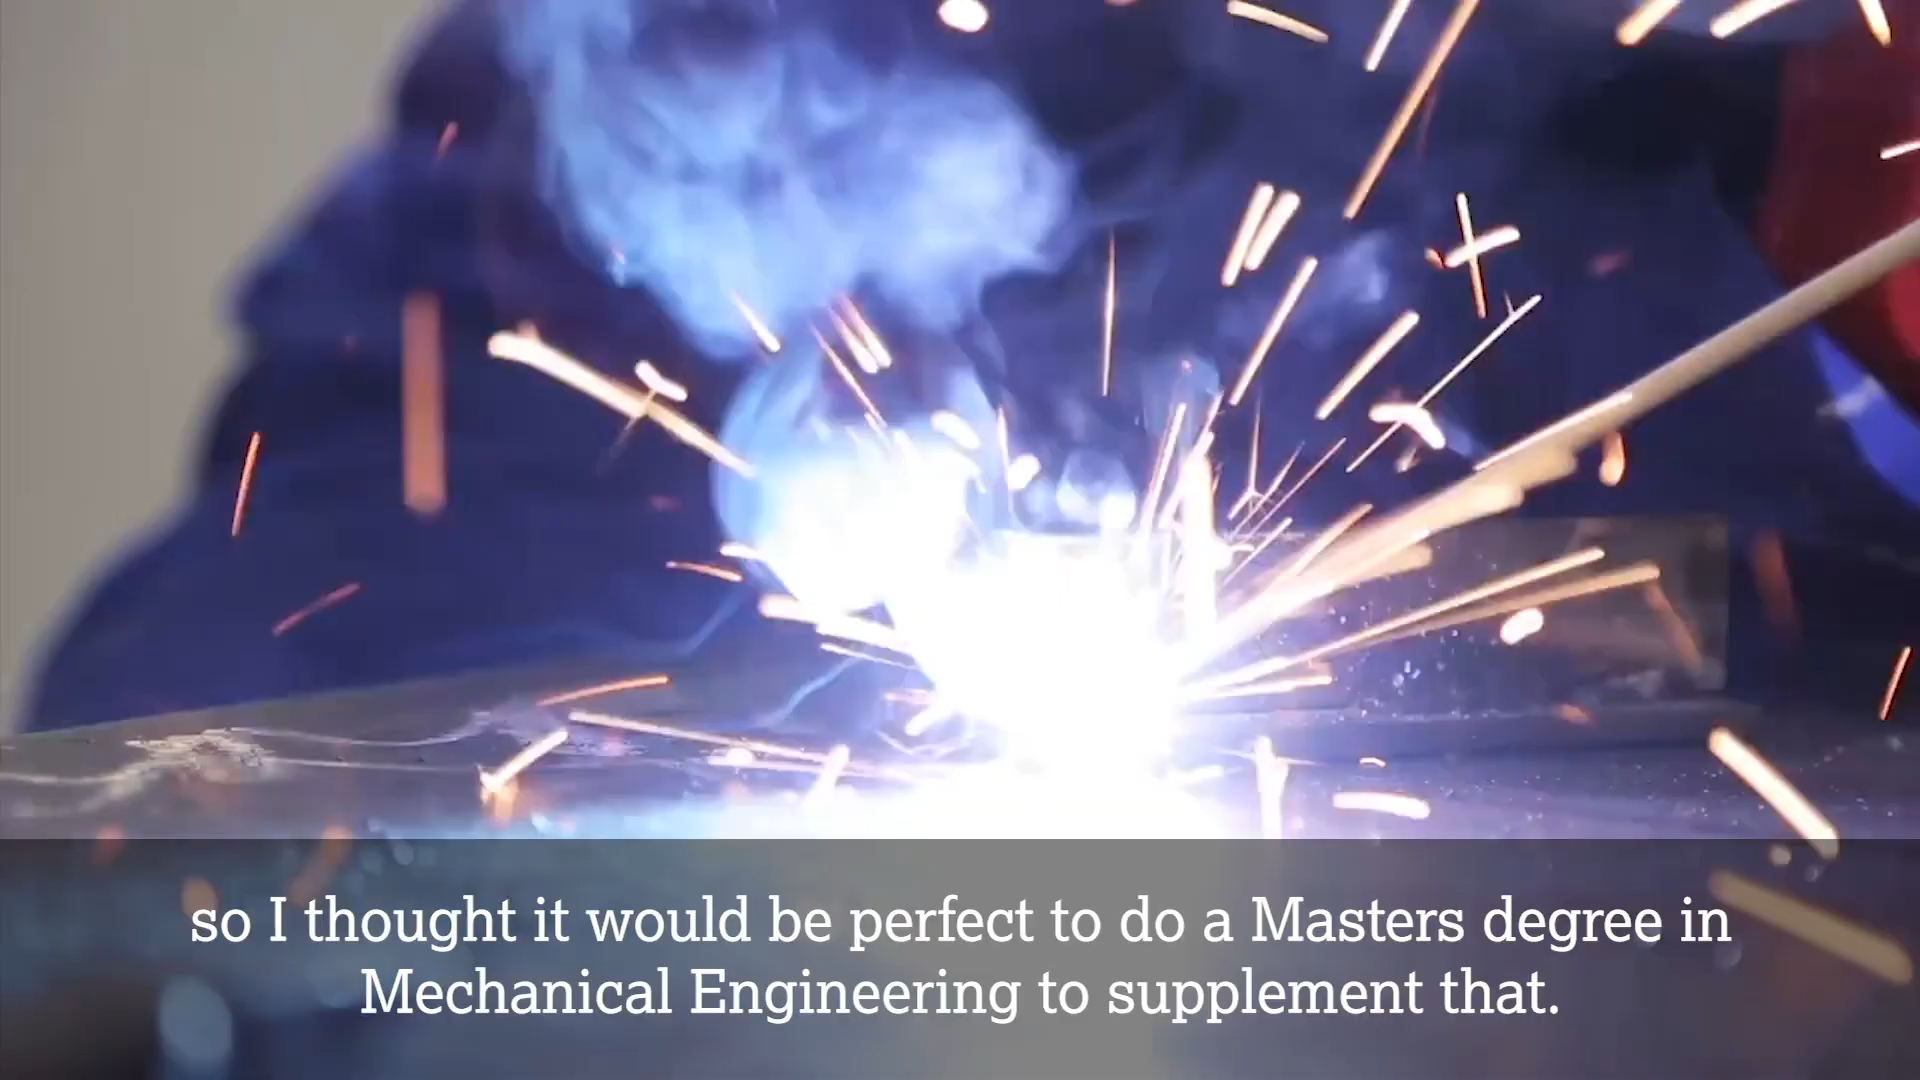 so I thought it would be perfect to do a Masters degree in
Mechanical Engineering to supplement that.